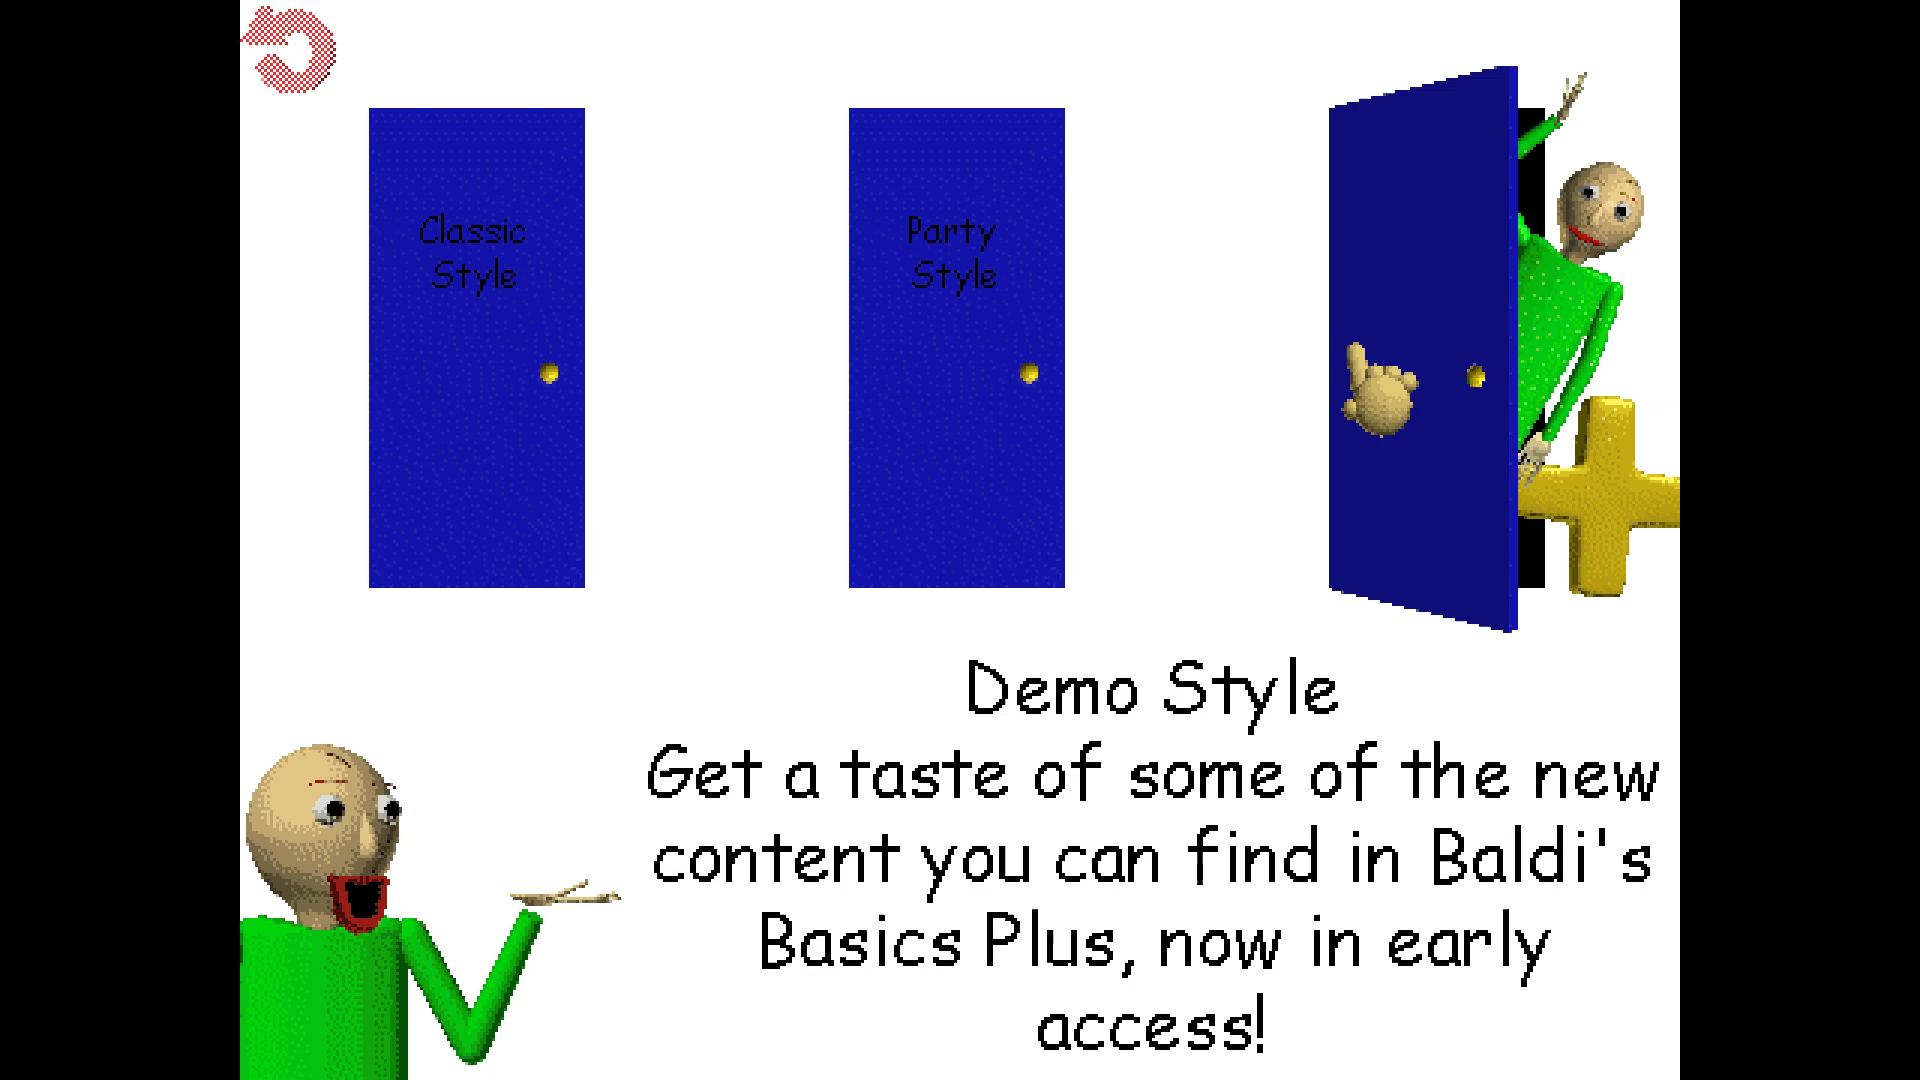 Classic
Style
Party
Style
Demo Style
Get a taste of some of the new
content you can find in Baldi's
Basics Plus, now in early
access!